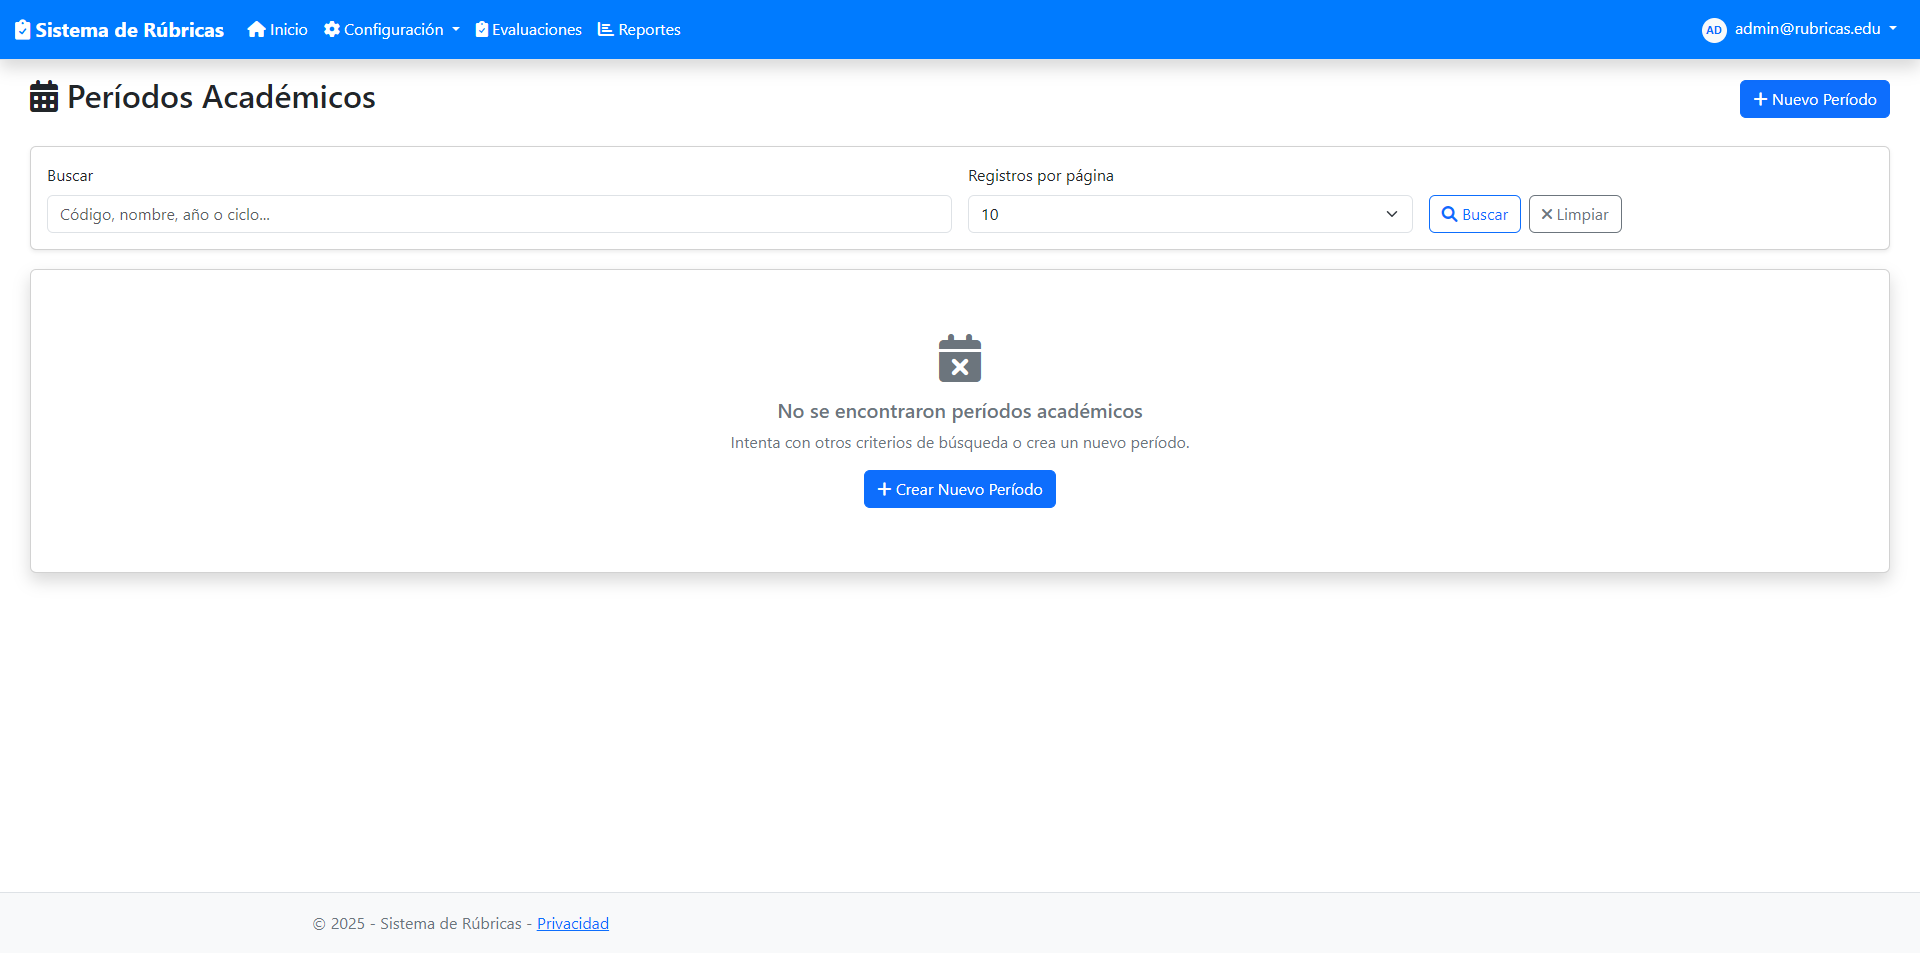 Sistema de Rúbricas Inicio Configuración Evaluaciones Reportes AD admin@rubricas.edu
Períodos Académicos
Nuevo Período
Buscar
Registros por página
Código, nombre, año o ciclo...
10
Buscar
Limpiar
No se encontraron períodos académicos
Intenta con otros criterios de búsqueda o crea un nuevo período.
Crear Nuevo Período
© 2025 - Sistema de Rúbricas - Privacidad